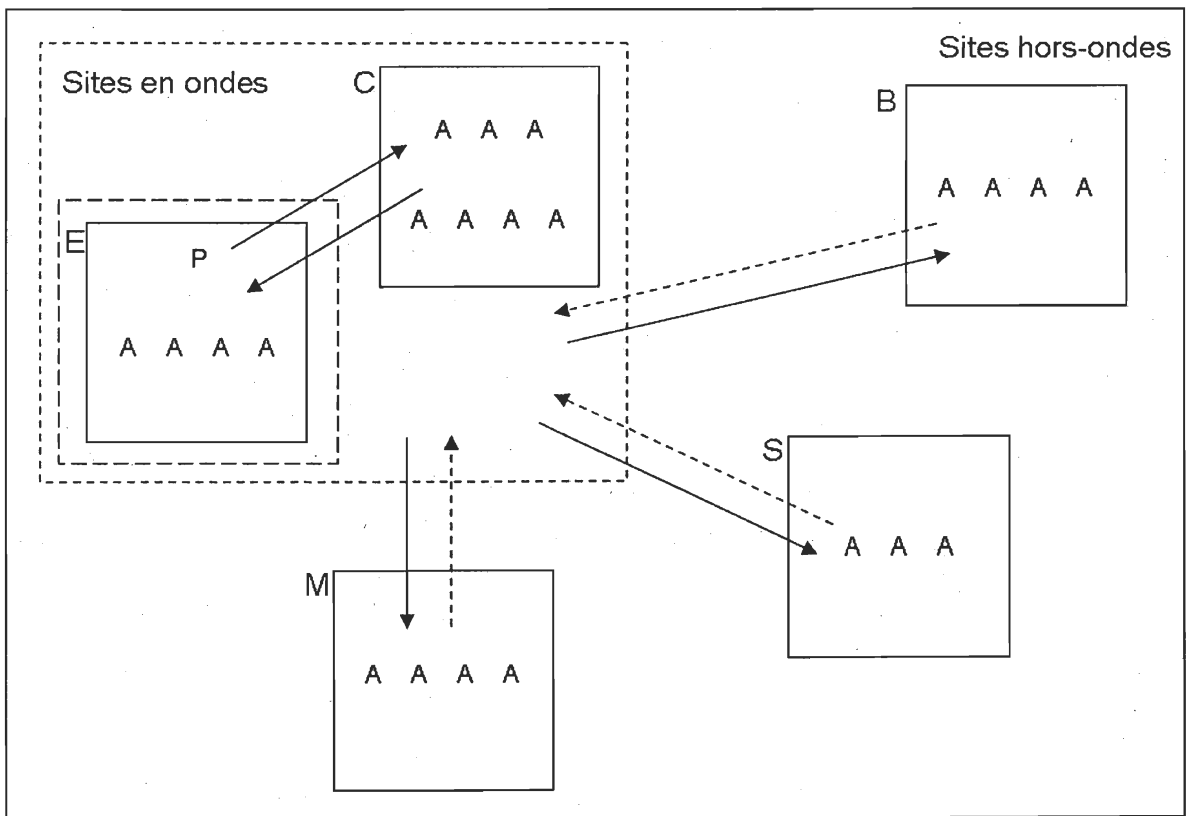 Sites hors-ondes
Sites en ondes
C
A A A
A A A A
B
A A A A
E
P
A A A A
S
A A A
M
A A A A